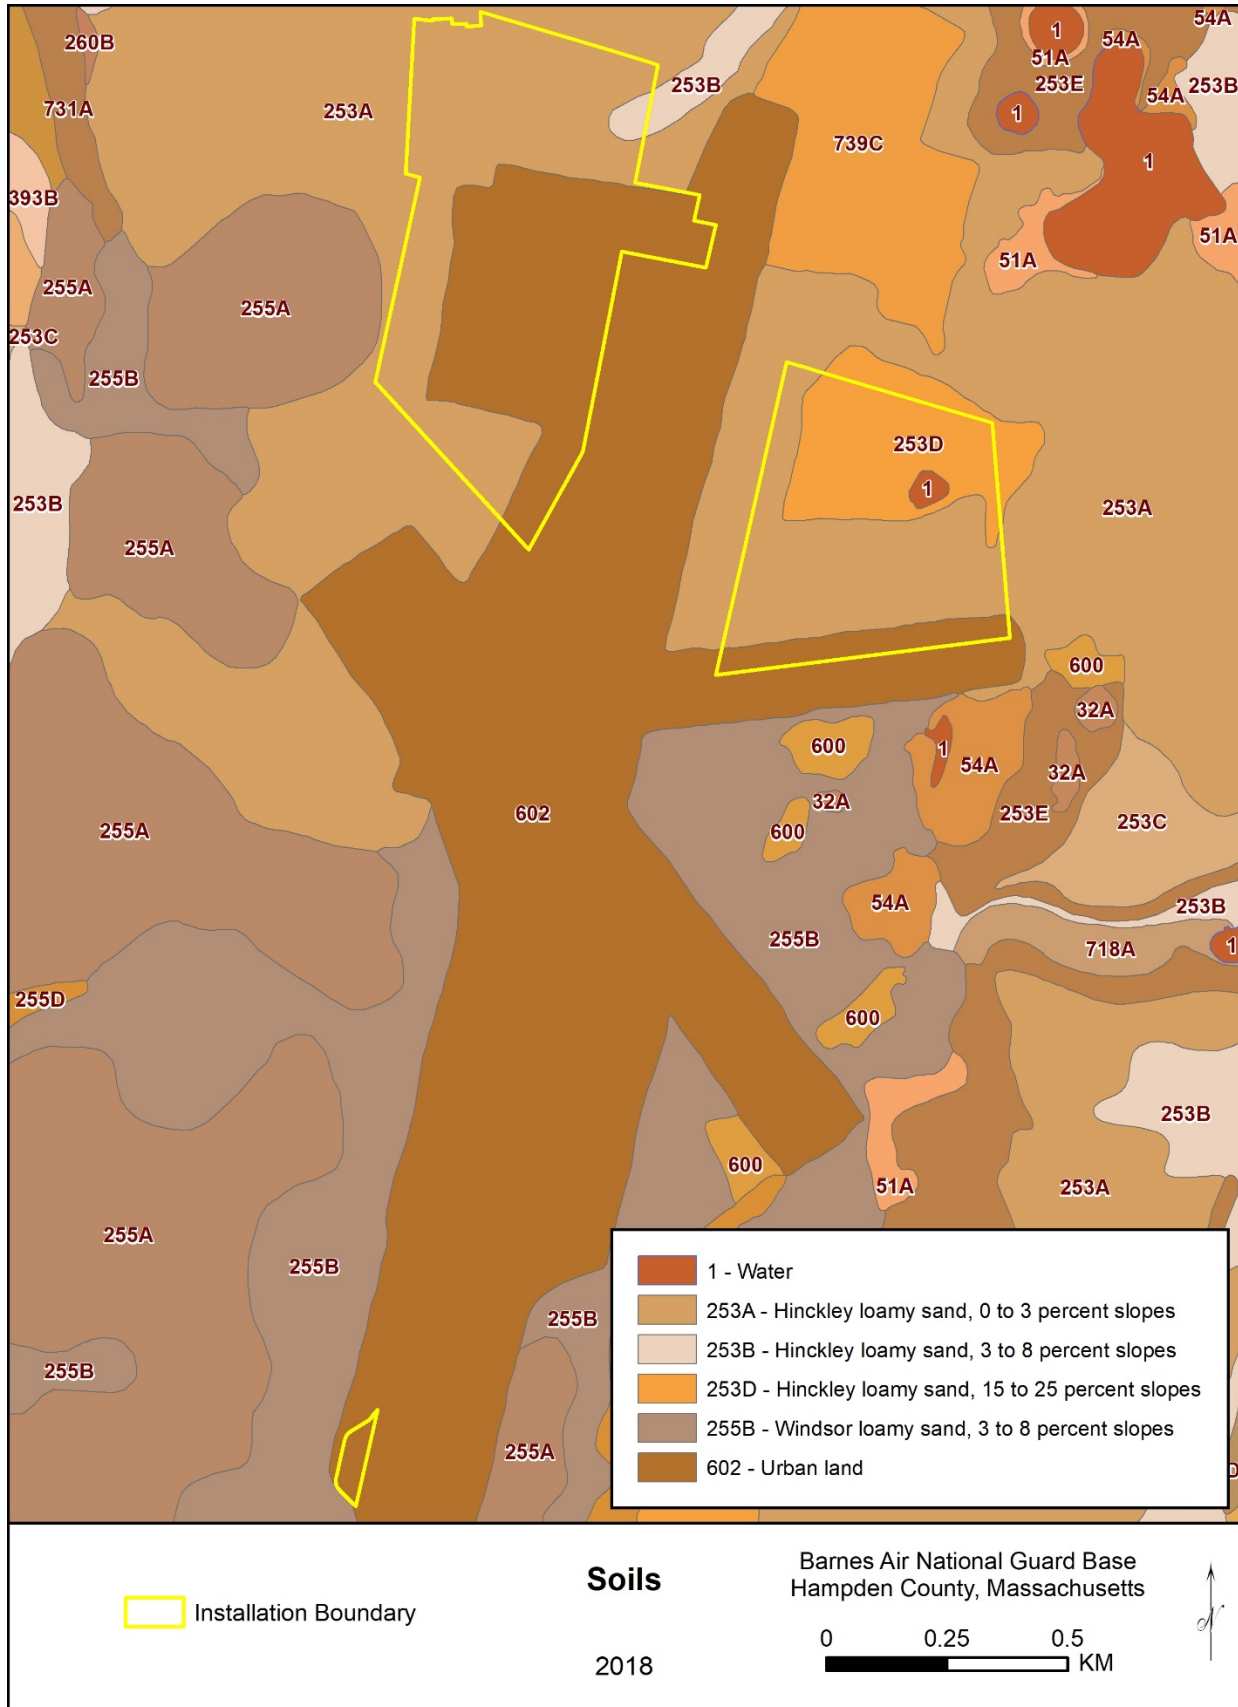 54A
260B
1
54A
51A
253B
253E
253B
731A
253A
54A
1
739C
1
393B
51A
51A
255A
255A
253C
255B
253D
253B
1
253A
255A
600
32A
600
1
54A
32A
32A
255A
602
600
253E
253C
54A
253B
255B
718A
1
255D
600
253B
600
51A
253A
255A
255B
255B
255B
255A
D
1 - Water
253A - Hinckley loamy sand, 0 to 3 percent slopes
253B - Hinckley loamy sand, 3 to 8 percent slopes
253D - Hinckley loamy sand, 15 to 25 percent slopes
255B - Windsor loamy sand, 3 to 8 percent slopes
602 - Urban land
Installation Boundary
Soils
2018
Barnes Air National Guard Base
Hampden County, Massachusetts
0 0.25 0.5
KM
N